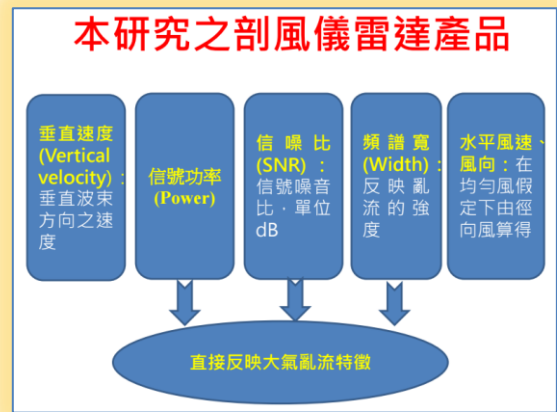 本研究之剖風儀雷達產品
垂直速度
(Vertical
velocity)：
垂直波束
方向之速
度
信號功率
(Power)
信噪比
(SNR)：
信號噪音
比，單位
dB
頻譜寬
(Width)：
反映亂
流的強
度
水平風速、
風向：在
均勻風假
定下由徑
向風算得
直接反映大氣亂流特徵